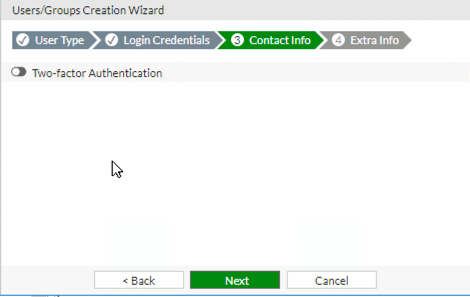 Users/Groups Creation Wizard
User Type Login Credentials 3 Contact Info 4 Extra Info
Two-factor Authentication
< Back Next Cancel